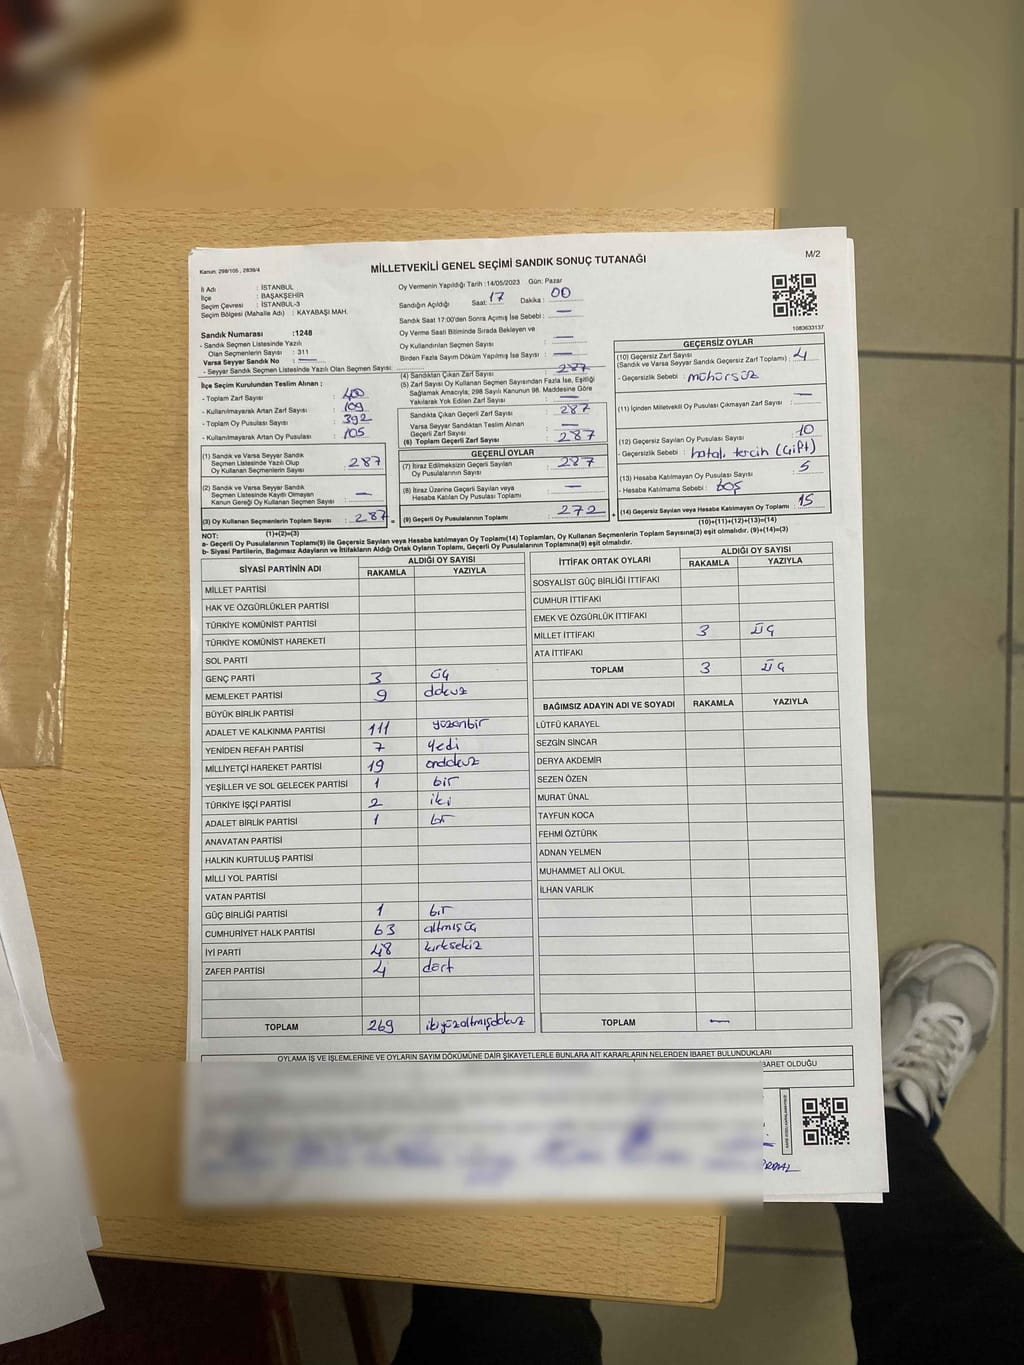 M/2
Kanun: 298/105 , 2839/4
MİLLETVEKİLİ GENEL SEÇİMİ SANDIK SONUÇ TUTANAĞI
İl Adı : İSTANBUL
İlçe : BAŞAKŞEHİR
Seçim Çevresi : İSTANBUL-3
Seçim Bölgesi (Mahalle Adı) : KAYABAŞI MAH.
Sandık Numarası :1248
- Sandık Seçmen Listesinde Yazılı
Olan Seçmenlerin Sayısı : 311
Varsa Seyyar Sandık No : —
- Seyyar Sandık Seçmen Listesinde Yazılı Olan Seçmen Sayısı:
Oy Vermenin Yapıldığı Tarih :14/05/2023 Gün: Pazar
Sandığın Açıldığı Saat: 17 Dakika : 00
Sandık Saat 17:00'den Sonra Açımış İse Sebebi : —
Oy Verme Saati Bitiminde Sırada Bekleyen ve
Oy Kullandırılan Seçmen Sayısı : —
Birden Fazla Sayım Döküm Yapılmış İse Sayısı : —
1083633137
İlçe Seçim Kurulundan Teslim Alınan ;
- Toplam Zarf Sayısı : 400
- Kullanılmayarak Artan Zarf Sayısı : 109
- Toplam Oy Pusulası Sayısı : 392
- Kullanılmayarak Artan Oy Pusulası : 105
(1) Sandık ve Varsa Seyyar Sandık
Seçmen Listesinde Yazılı Olup
Oy Kullanan Seçmenlerin Sayısı : 287
(2) Sandık ve Varsa Seyyar Sandık
Seçmen Listesinde Kayıtlı Olmayan
Kanun Gereği Oy Kullanan Seçmen Sayısı : —
(3) Oy Kullanan Seçmenlerin Toplam Sayısı : 287 =
(1)+(2)=(3)
(4) Sandıktan Çıkan Zarf Sayısı : 287
(5) Zarf Sayısı Oy Kullanan Seçmen Sayısından Fazla İse, Eşitliği
Sağlamak Amacıyla; 298 Sayılı Kanunun 98. Maddesine Göre
Yakılarak Yok Edilen Zarf Sayısı : —
Sandıkta Çıkan Geçerli Zarf Sayısı : 287
Varsa Seyyar Sandıktan Teslim Alınan
Geçerli Zarf Sayısı : —
(6) Toplam Geçerli Zarf Sayısı : 287
GEÇERLİ OYLAR
(7) İtiraz Edilmeksizin Geçerli Sayılan
Oy Pusulalarının Sayısı : 287
(8) İtiraz Üzerine Geçerli Sayılan veya
Hesaba Katılan Oy Pusulası Toplamı : —
(9) Geçerli Oy Pusulalarının Toplamı : 272 +
GEÇERSİZ OYLAR
(10) Geçersiz Zarf Sayısı
(Sandık ve Varsa Seyyar Sandık Geçersiz Zarf Toplamı) : 4
- Geçersizlik Sebebi : mühürsüz
(11) İçinden Milletvekili Oy Pusulası Çıkmayan Zarf Sayısı : —
(12) Geçersiz Sayılan Oy Pusulası Sayısı : 10
- Geçersizlik Sebebi : hatalı tercih (Çift)
(13) Hesaba Katılmayan Oy Pusulası Sayısı : 5
- Hesaba Katılmama Sebebi : boş
(14) Geçersiz Sayılan veya Hesaba Katılmayan Oy Toplamı : 15
(10)+(11)+(12)+(13)=(14)
NOT:
a- Geçerli Oy Pusulalarının Toplamı(9) ile Geçersiz Sayılan veya Hesaba katılmayan Oy Toplamı(14) Toplamları, Oy Kullanan Seçmenlerin Toplam Sayısına(3) eşit olmalıdır. (9)+(14)=(3)
b- Siyasi Partilerin, Bağımsız Adayların ve İttifakların Aldığı Ortak Oyların Toplamı, Geçerli Oy Pusulalarının Toplamına(9) eşit olmalıdır.
SİYASİ PARTİNİN ADI ALDIĞI OY SAYISI
RAKAMLA YAZIYLA
MİLLET PARTİSİ
HAK VE ÖZGÜRLÜKLER PARTİSİ
TÜRKİYE KOMÜNİST PARTİSİ
TÜRKİYE KOMÜNİST HAREKETİ
SOL PARTİ
GENÇ PARTİ 3 üç
MEMLEKET PARTİSİ 9 dokuz
BÜYÜK BİRLİK PARTİSİ
ADALET VE KALKINMA PARTİSİ 111 yüzonbir
YENİDEN REFAH PARTİSİ 7 yedi
MİLLİYETÇİ HAREKET PARTİSİ 19 ondokuz
YEŞİLLER VE SOL GELECEK PARTİSİ 1 bir
TÜRKİYE İŞÇİ PARTİSİ 2 iki
ADALET BİRLİK PARTİSİ 1 bir
ANAVATAN PARTİSİ
HALKIN KURTULUŞ PARTİSİ
MİLLİ YOL PARTİSİ
VATAN PARTİSİ
GÜÇ BİRLİĞİ PARTİSİ 1 bir
CUMHURİYET HALK PARTİSİ 63 altmışüç
İYİ PARTİ 48 kırksekiz
ZAFER PARTİSİ 4 dört
TOPLAM 269 ikiyüzaltmışdokuz
İTTİFAK ORTAK OYLARI ALDIĞI OY SAYISI
RAKAMLA YAZIYLA
SOSYALİST GÜÇ BİRLİĞİ İTTİFAKI
CUMHUR İTTİFAKI
EMEK VE ÖZGÜRLÜK İTTİFAKI
MİLLET İTTİFAKI 3 üç
ATA İTTİFAKI
TOPLAM 3 üç
BAĞIMSIZ ADAYIN ADI VE SOYADI RAKAMLA YAZIYLA
LÜTFÜ KARAYEL
SEZGİN SİNCAR
DERYA AKDEMİR
SEZEN ÖZEN
MURAT ÜNAL
TAYFUN KOCA
FEHMİ ÖZTÜRK
ADNAN YELMEN
MUHAMMET ALİ OKUL
İLHAN VARLIK
TOPLAM —
OYLAMA İŞ VE İŞLEMLERİNE VE OYLARIN SAYIM DÖKÜMÜNE DAİR ŞİKAYETLERLE BUNLARA AİT KARARLARIN NELERDEN İBARET BULUNDUKLARI
İBARET OLDUĞU